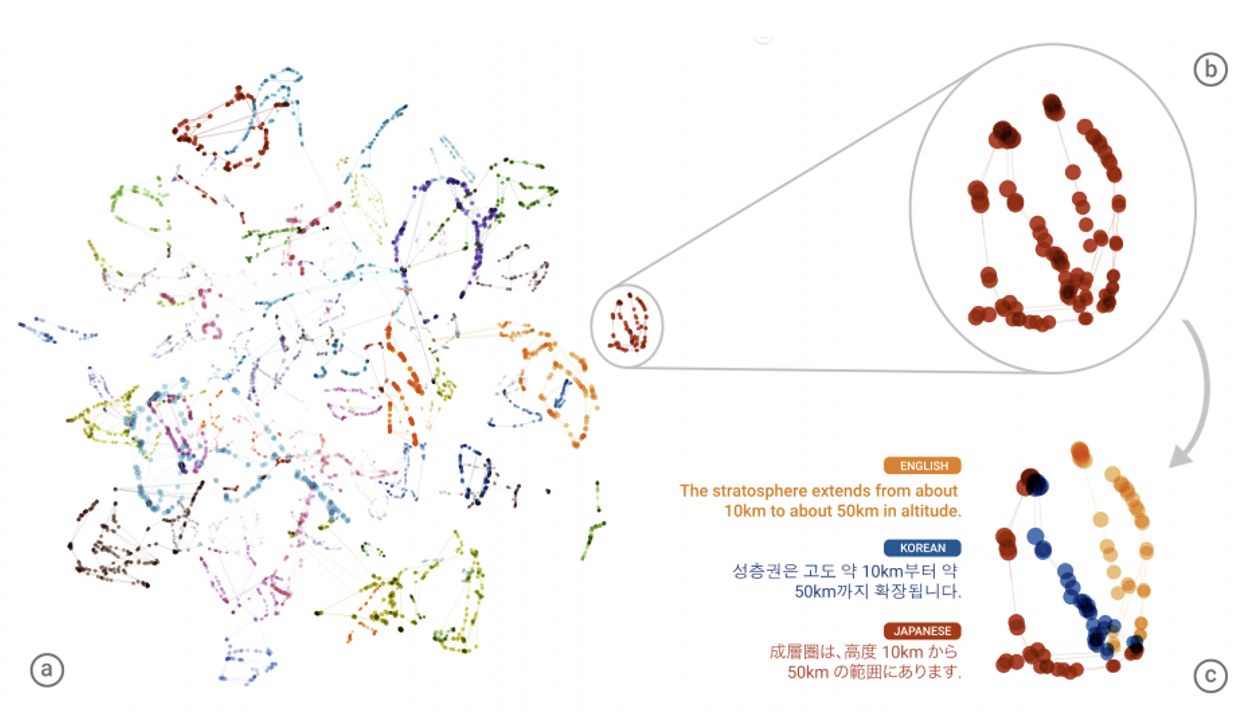 b
ENGLISH
The stratosphere extends from about
10km to about 50km in altitude.
KOREAN
성층권은 고도 약 10km부터 약
50km까지 확장됩니다.
JAPANESE
成層圏は、高度 10km から
50km の範囲にあります.
a
c